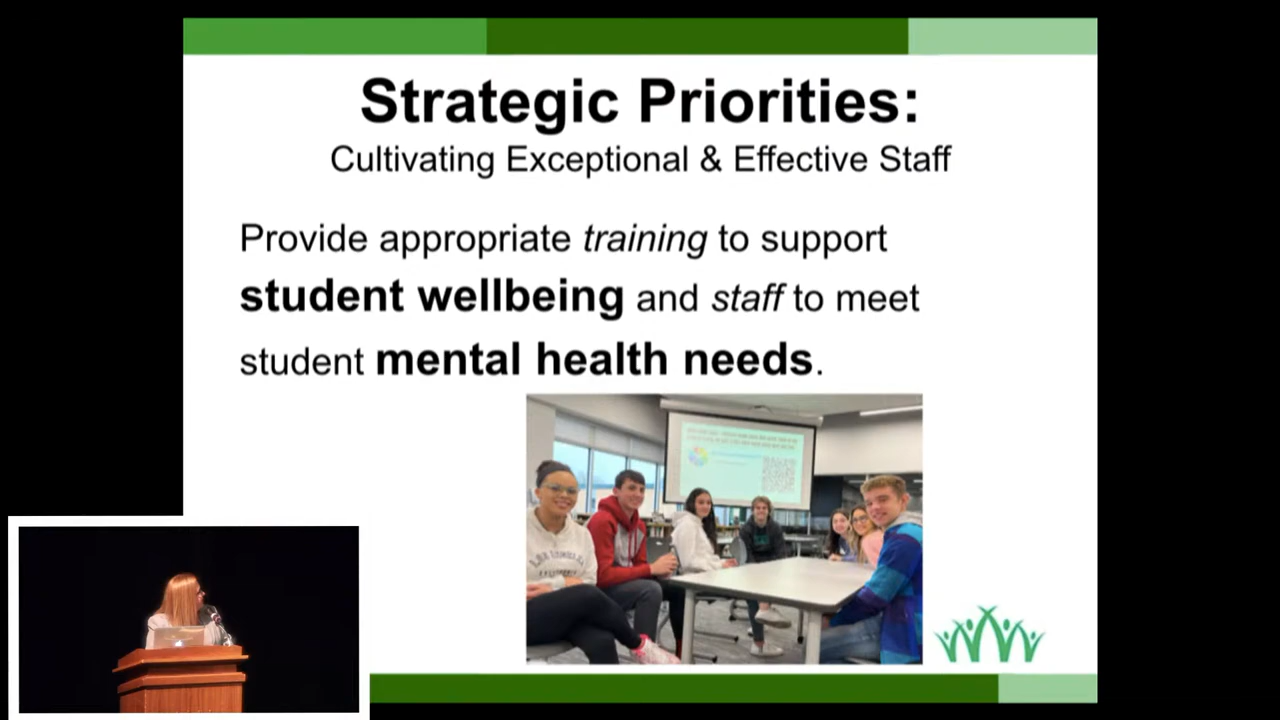 Strategic Priorities:
Cultivating Exceptional & Effective Staff
Provide appropriate training to support
student wellbeing and staff to meet
student mental health needs.